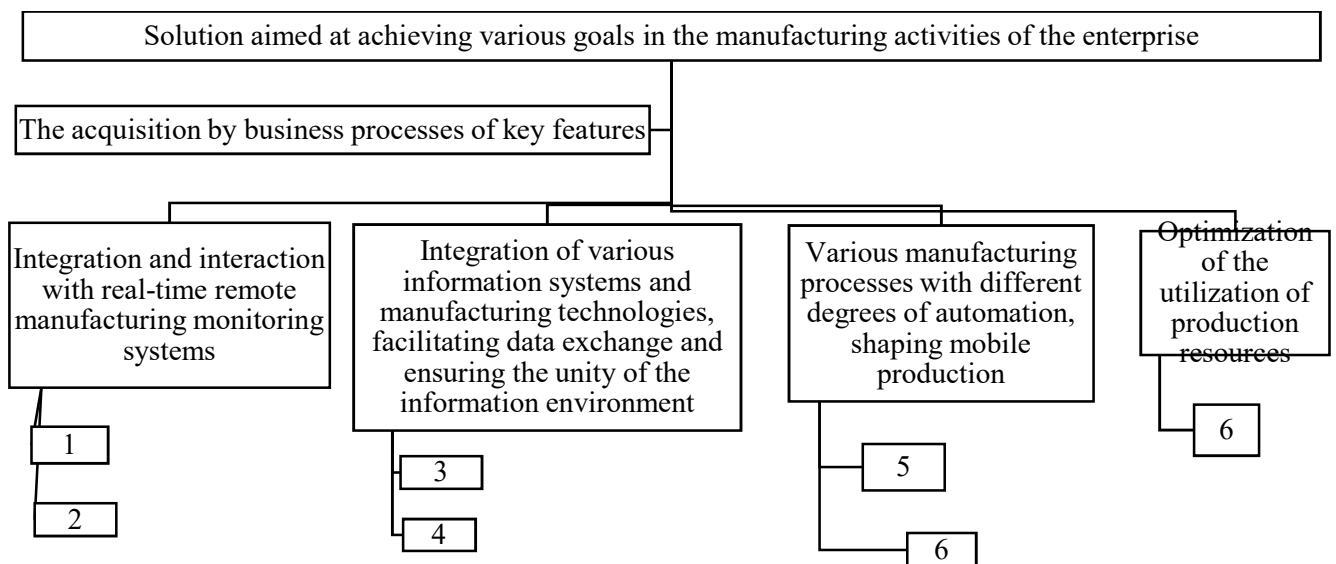 Solution aimed at achieving various goals in the manufacturing activities of the enterprise
The acquisition by business processes of key features
Integration and interaction
with real-time remote
manufacturing monitoring
systems
1
2
Integration of various
information systems and
manufacturing technologies,
facilitating data exchange and
ensuring the unity of the
information environment
3
4
Various manufacturing
processes with different
degrees of automation,
shaping mobile
production
5
6
Optimization
of the
utilization of
production
resources
6